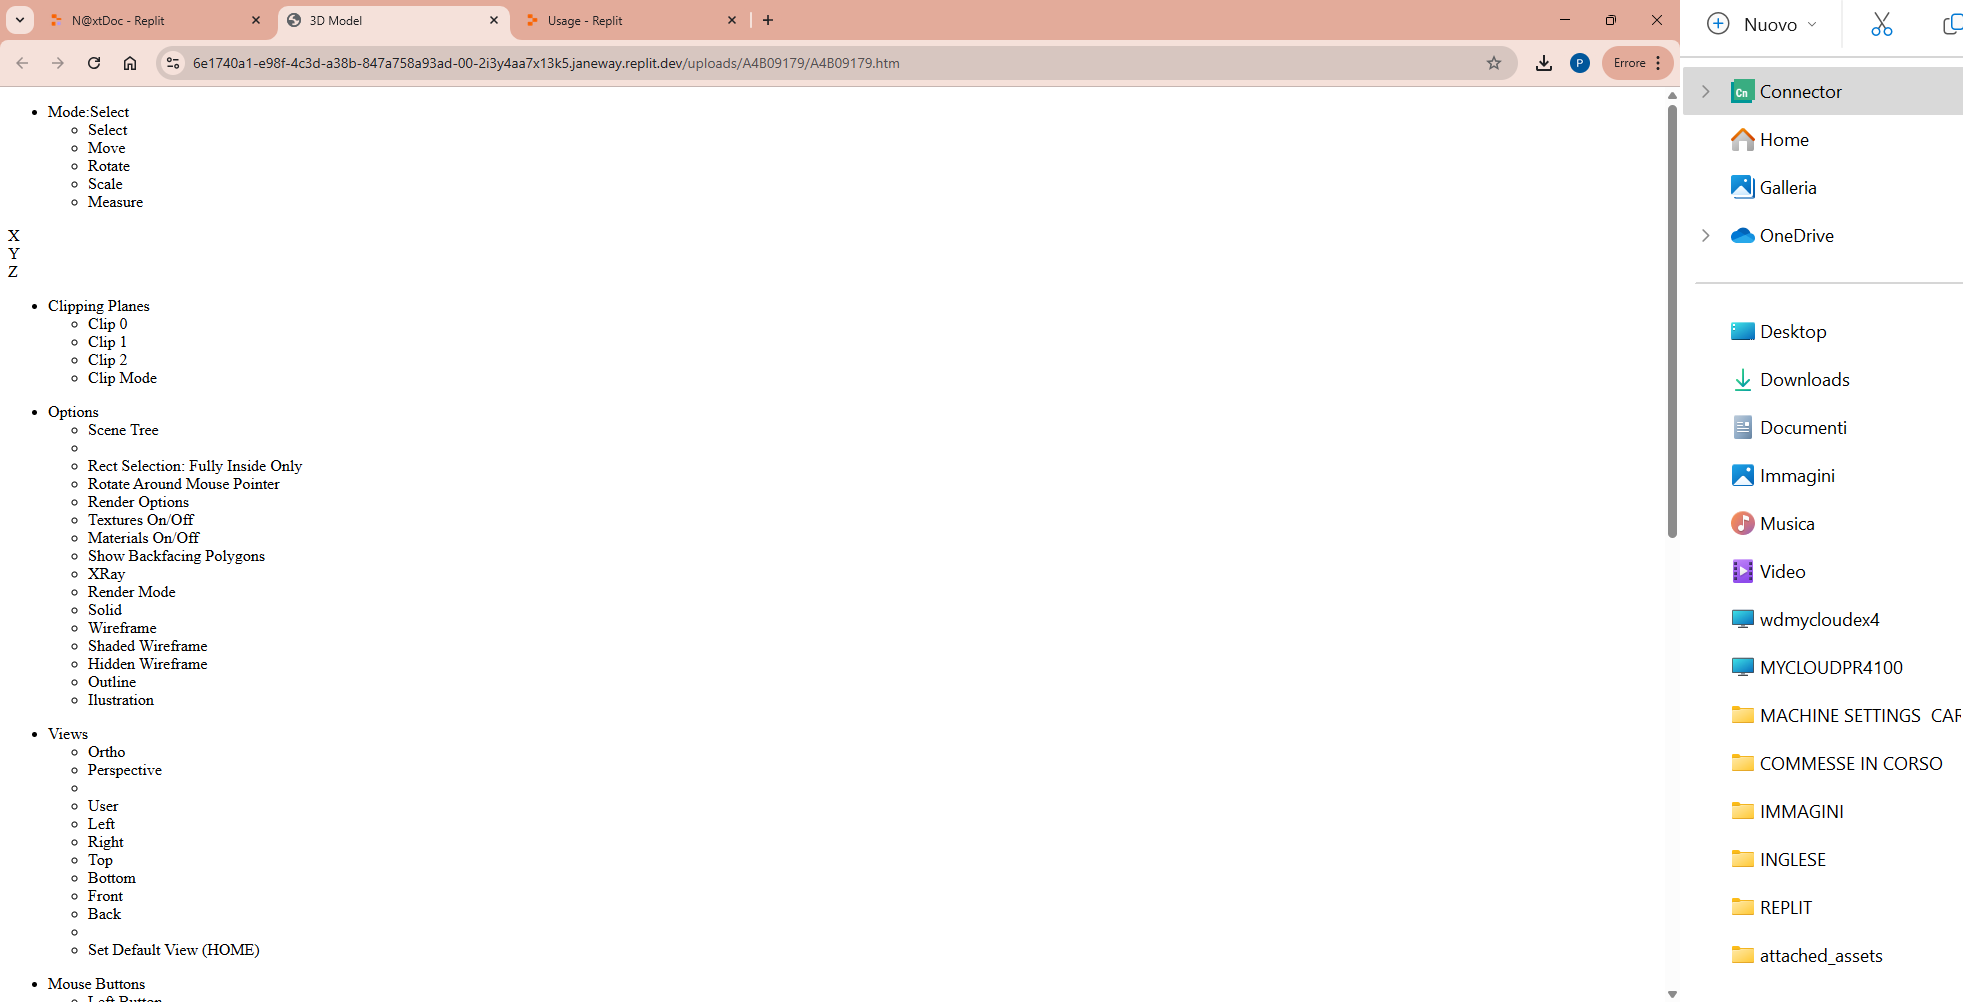 N@xtDoc - Replit
3D Model
Usage - Replit
6e1740a1-e98f-4c3d-a38b-847a758a93ad-00-2i3y4aa7x13k5.janeway.replit.dev/uploads/A4B09179/A4B09179.htm
P
Errore
Mode:Select
Select
Move
Rotate
Scale
Measure
X
Y
Z
Clipping Planes
Clip 0
Clip 1
Clip 2
Clip Mode
Options
Scene Tree
Rect Selection: Fully Inside Only
Rotate Around Mouse Pointer
Render Options
Textures On/Off
Materials On/Off
Show Backfacing Polygons
XRay
Render Mode
Solid
Wireframe
Shaded Wireframe
Hidden Wireframe
Outline
Ilustration
Views
Ortho
Perspective
User
Left
Right
Top
Bottom
Front
Back
Set Default View (HOME)
Mouse Buttons
Left Button
Nuovo
Cn Connector
Home
Galleria
OneDrive
Desktop
Downloads
Documenti
Immagini
Musica
Video
wdmycloudex4
MYCLOUDPR4100
MACHINE SETTINGS CAR
COMMESSE IN CORSO
IMMAGINI
INGLESE
REPLIT
attached_assets